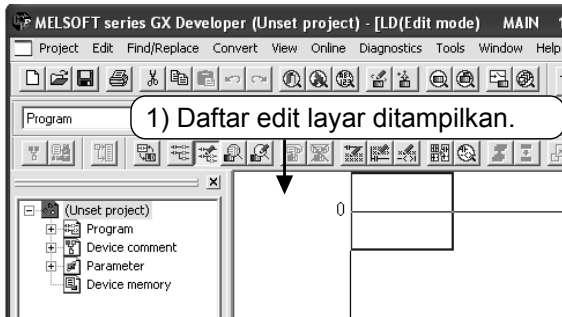 MELSOFT series GX Developer (Unset project) - [LD(Edit mode) MAIN 1
Project Edit Find/Replace Convert View Online Diagnostics Tools Window Help
Program
1) Daftar edit layar ditampilkan.
0
(Unset project)
Program
Device comment
Parameter
Device memory